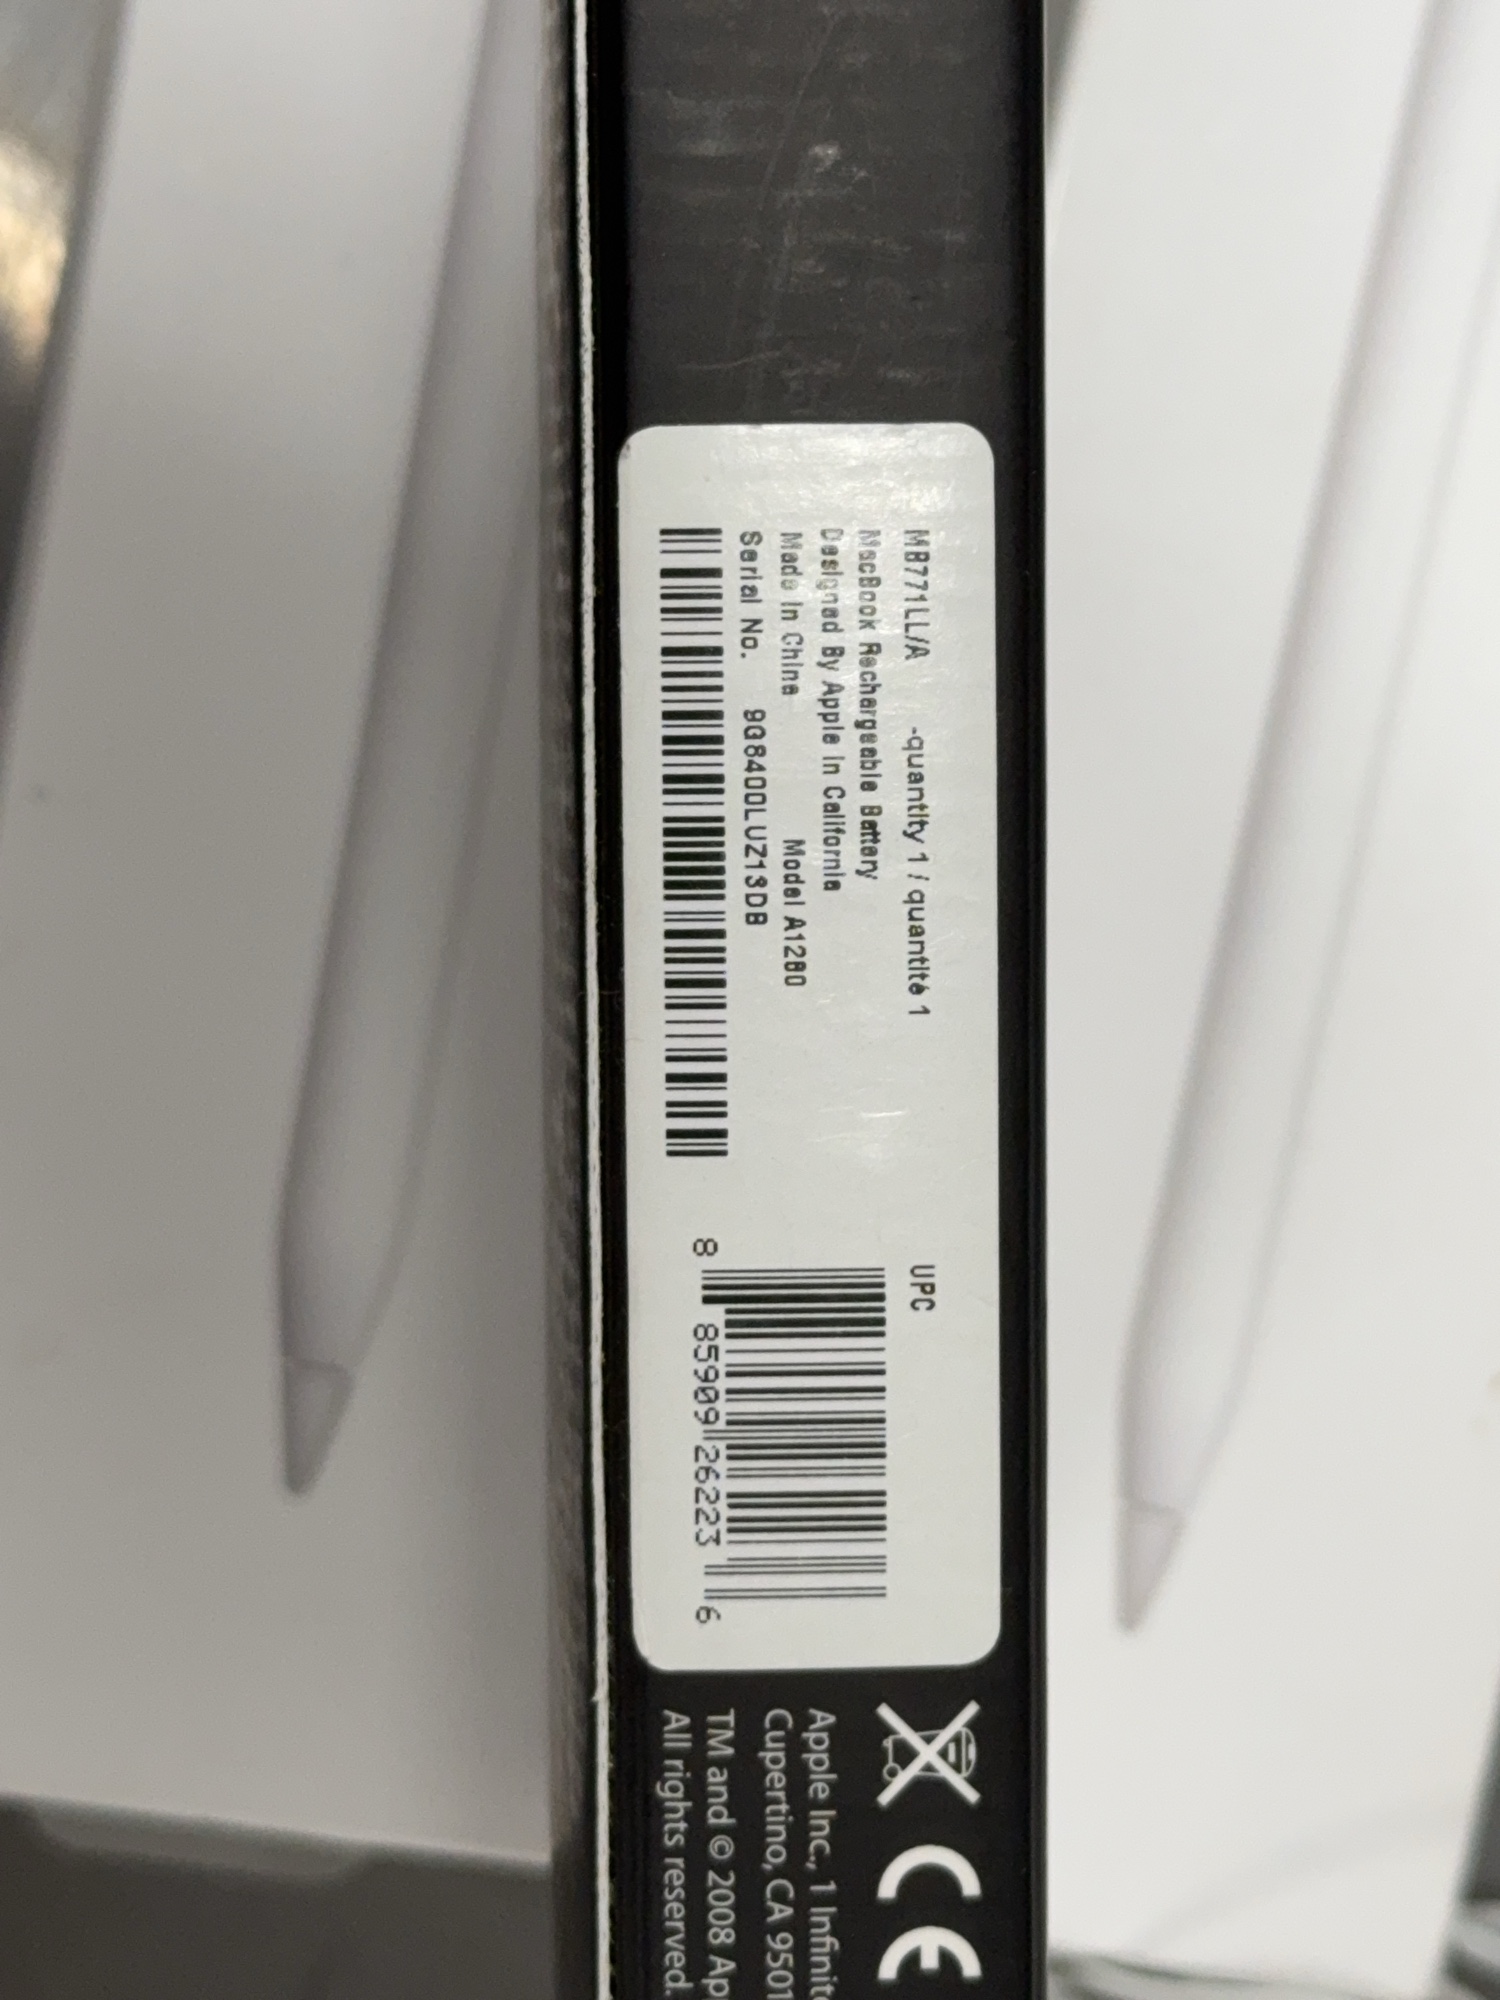 MB771LL/A -quantity 1 / quantité 1
MacBook Rechargeable Battery
Designed By Apple in California
Made in China Model A1280
Serial No. 9G8400LUZ13DB
UPC
8 85909 26223 6
CE
Apple Inc., 1 Infinit
Cupertino, CA 9501
TM and © 2008 Ap
All rights reserved.